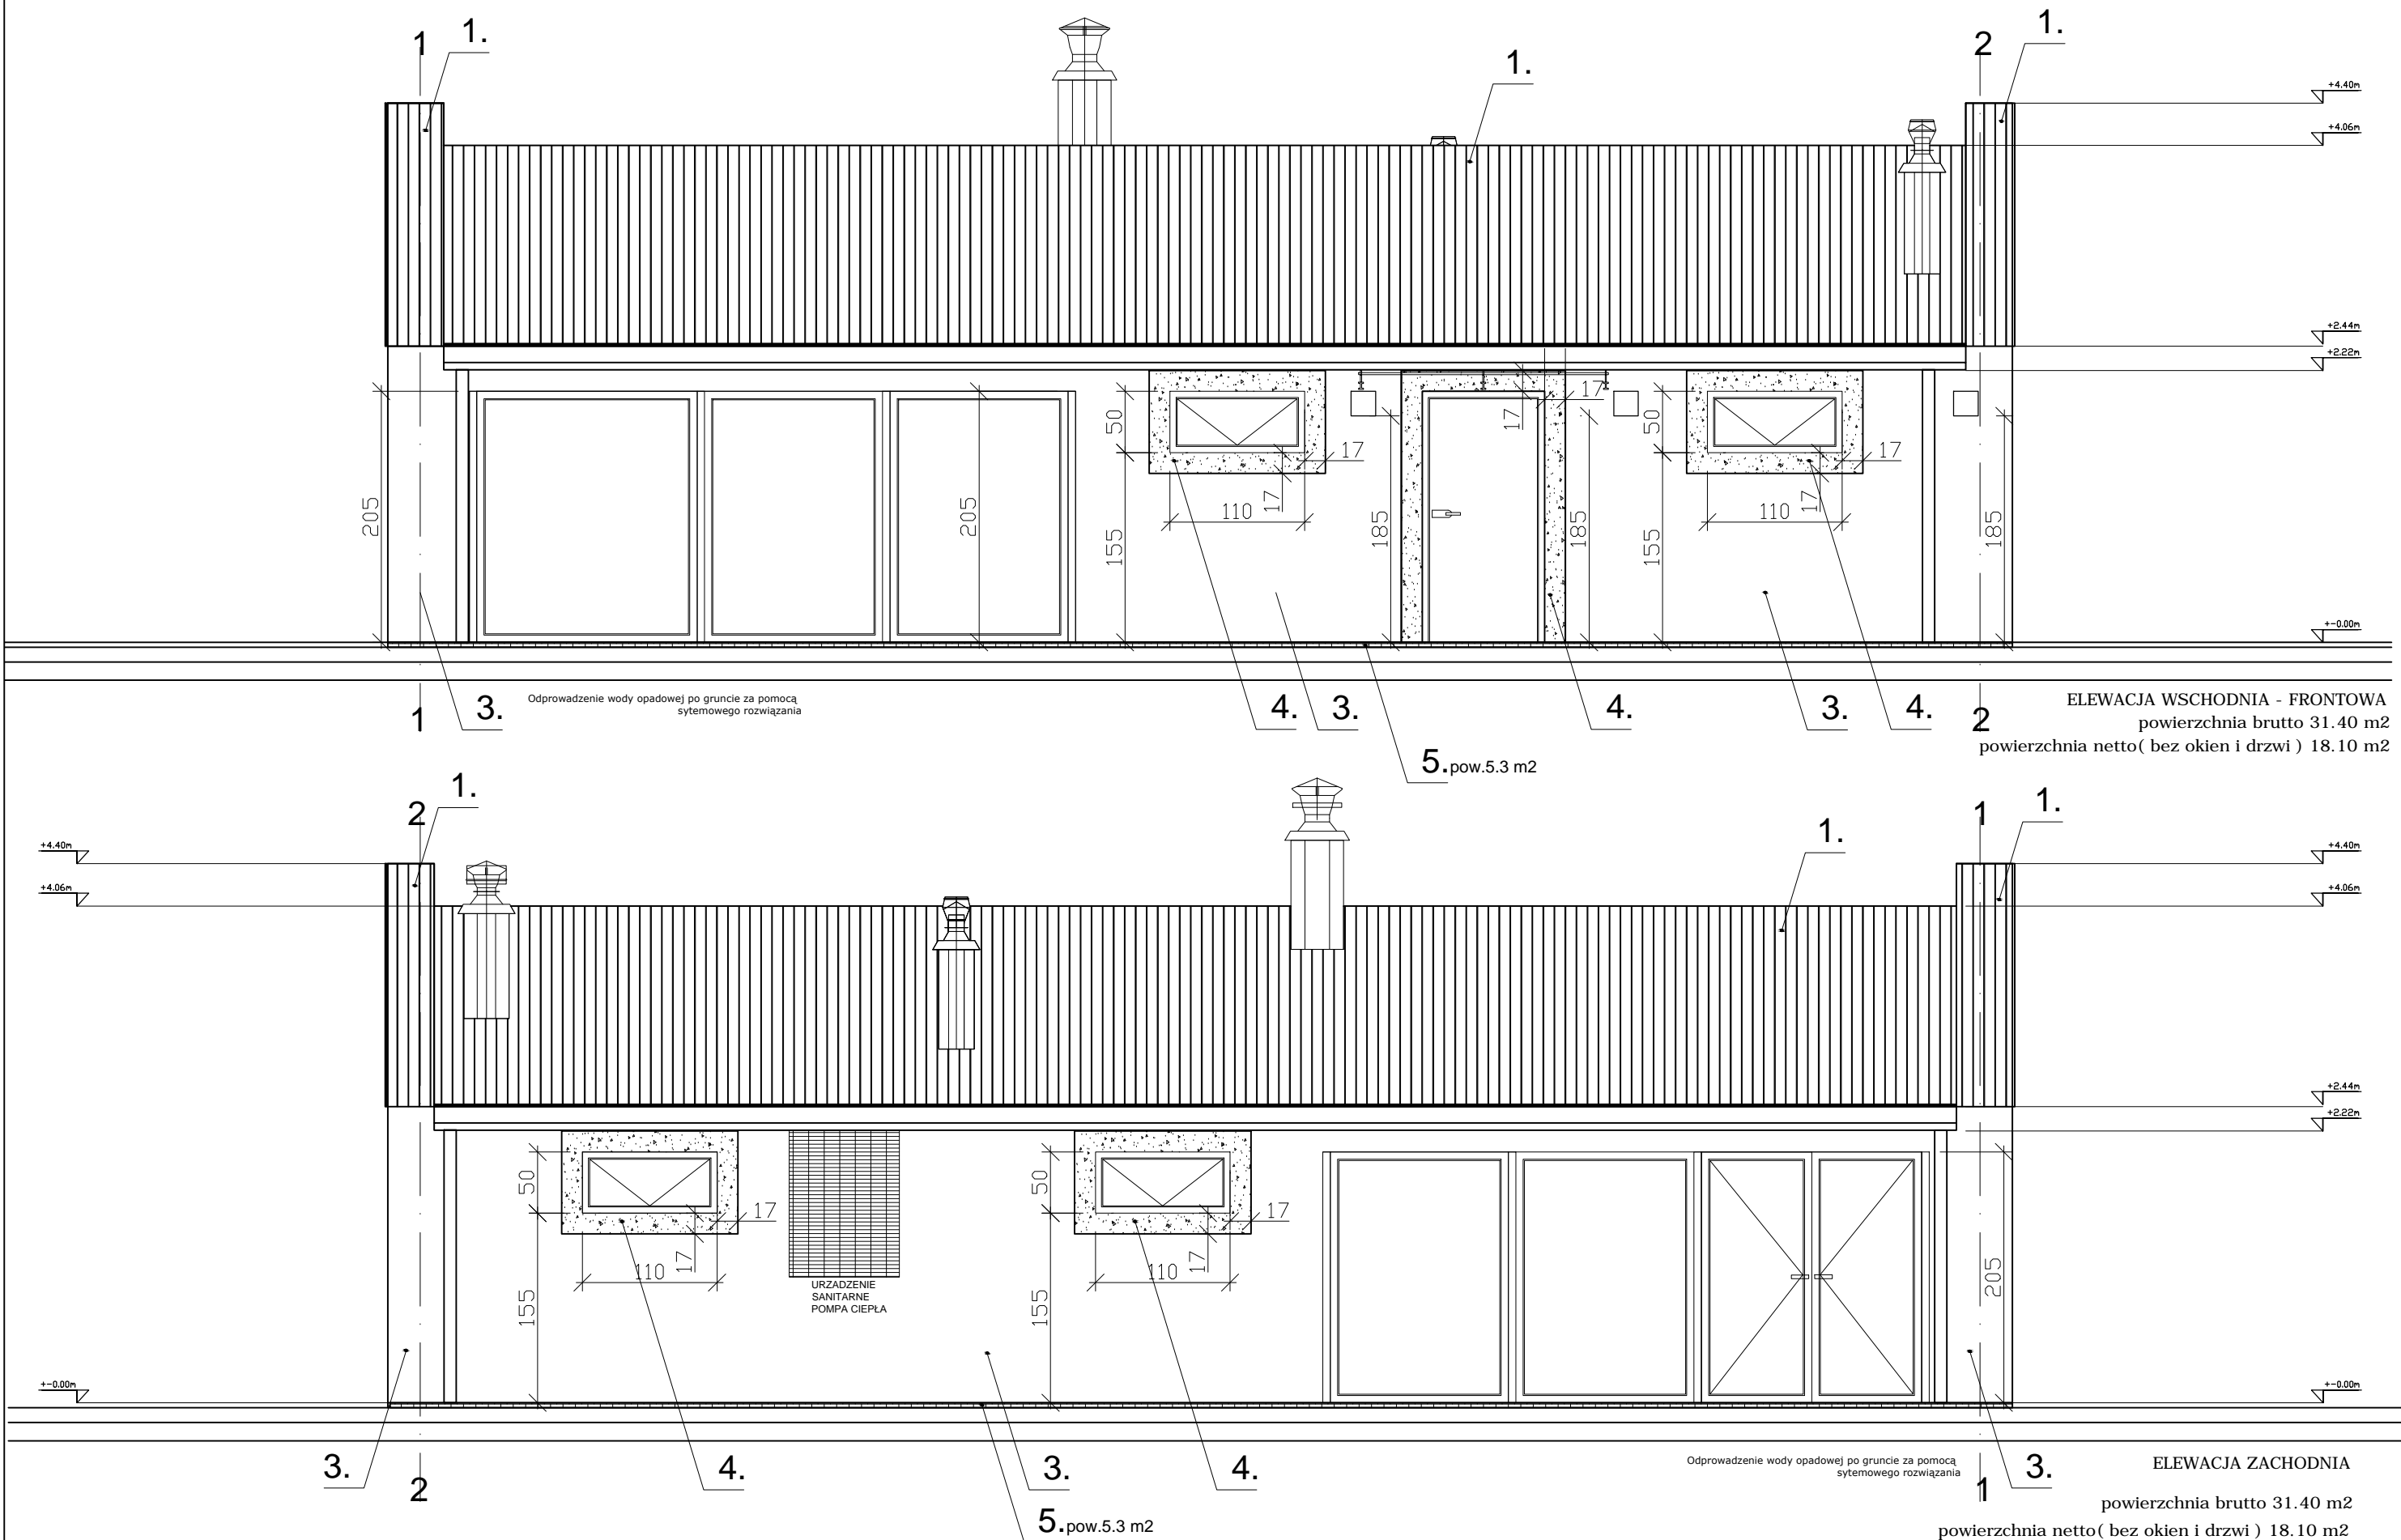 1
1.
1.
2
1.
+4.40m
+4.06m
+2.44m
+2.22m
205
205
50
155
17
17
110
185
17
17
185
50
155
17
17
110
185
+-0.00m
1
3.
Odprowadzenie wody opadowej po gruncie za pomocą
sytemowego rozwiązania
4.
3.
4.
3.
4.
2
ELEWACJA WSCHODNIA - FRONTOWA
powierzchnia brutto 31.40 m2
powierzchnia netto( bez okien i drzwi ) 18.10 m2
5.pow.5.3 m2
2
1.
1.
1
1.
+4.40m
+4.06m
+4.40m
+4.06m
+2.44m
+2.22m
50
155
17
17
110
URZADZENIE
SANITARNE
POMPA CIEPŁA
50
155
17
17
110
205
+-0.00m
+-0.00m
3.
2
4.
3.
4.
Odprowadzenie wody opadowej po gruncie za pomocą
sytemowego rozwiązania
1
3.
ELEWACJA ZACHODNIA
powierzchnia brutto 31.40 m2
powierzchnia netto( bez okien i drzwi ) 18.10 m2
5.pow.5.3 m2